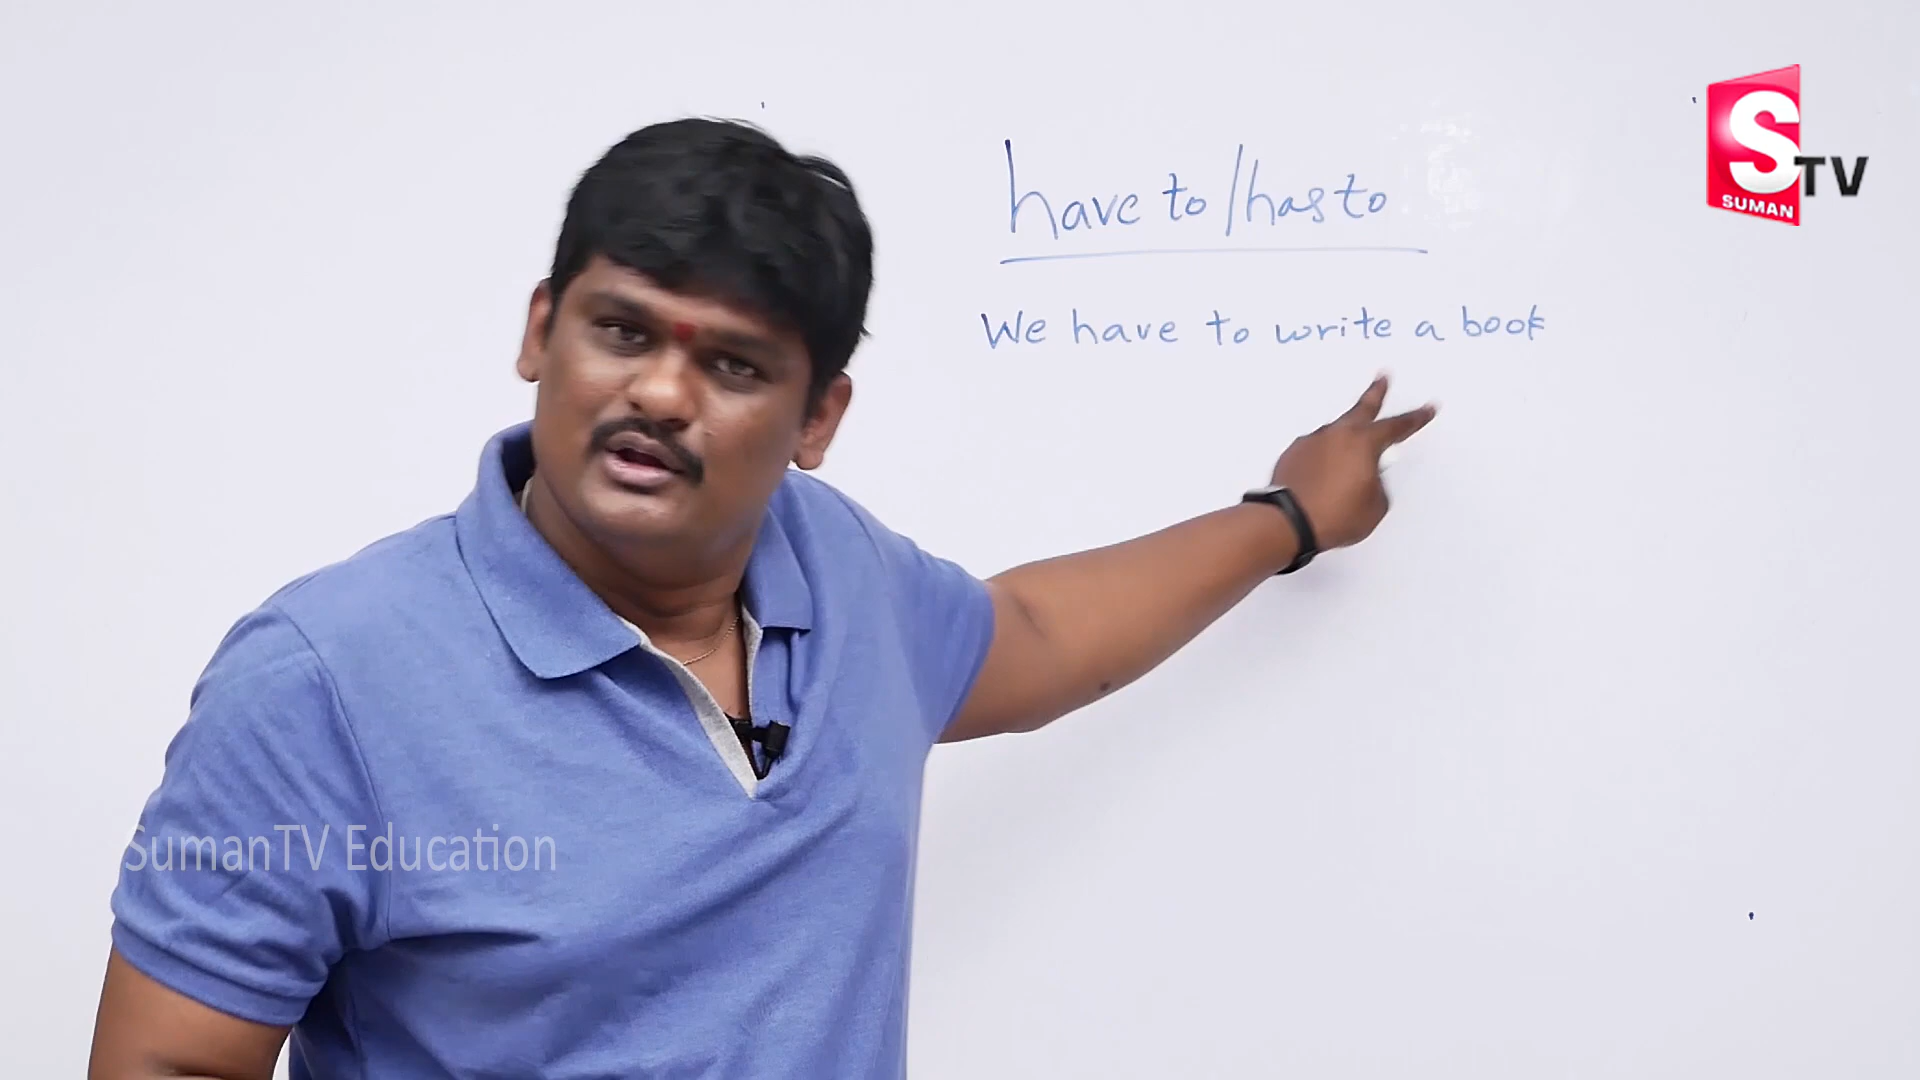 have to / has to
We have to write a book
S TV
SUMAN
SumanTV Education